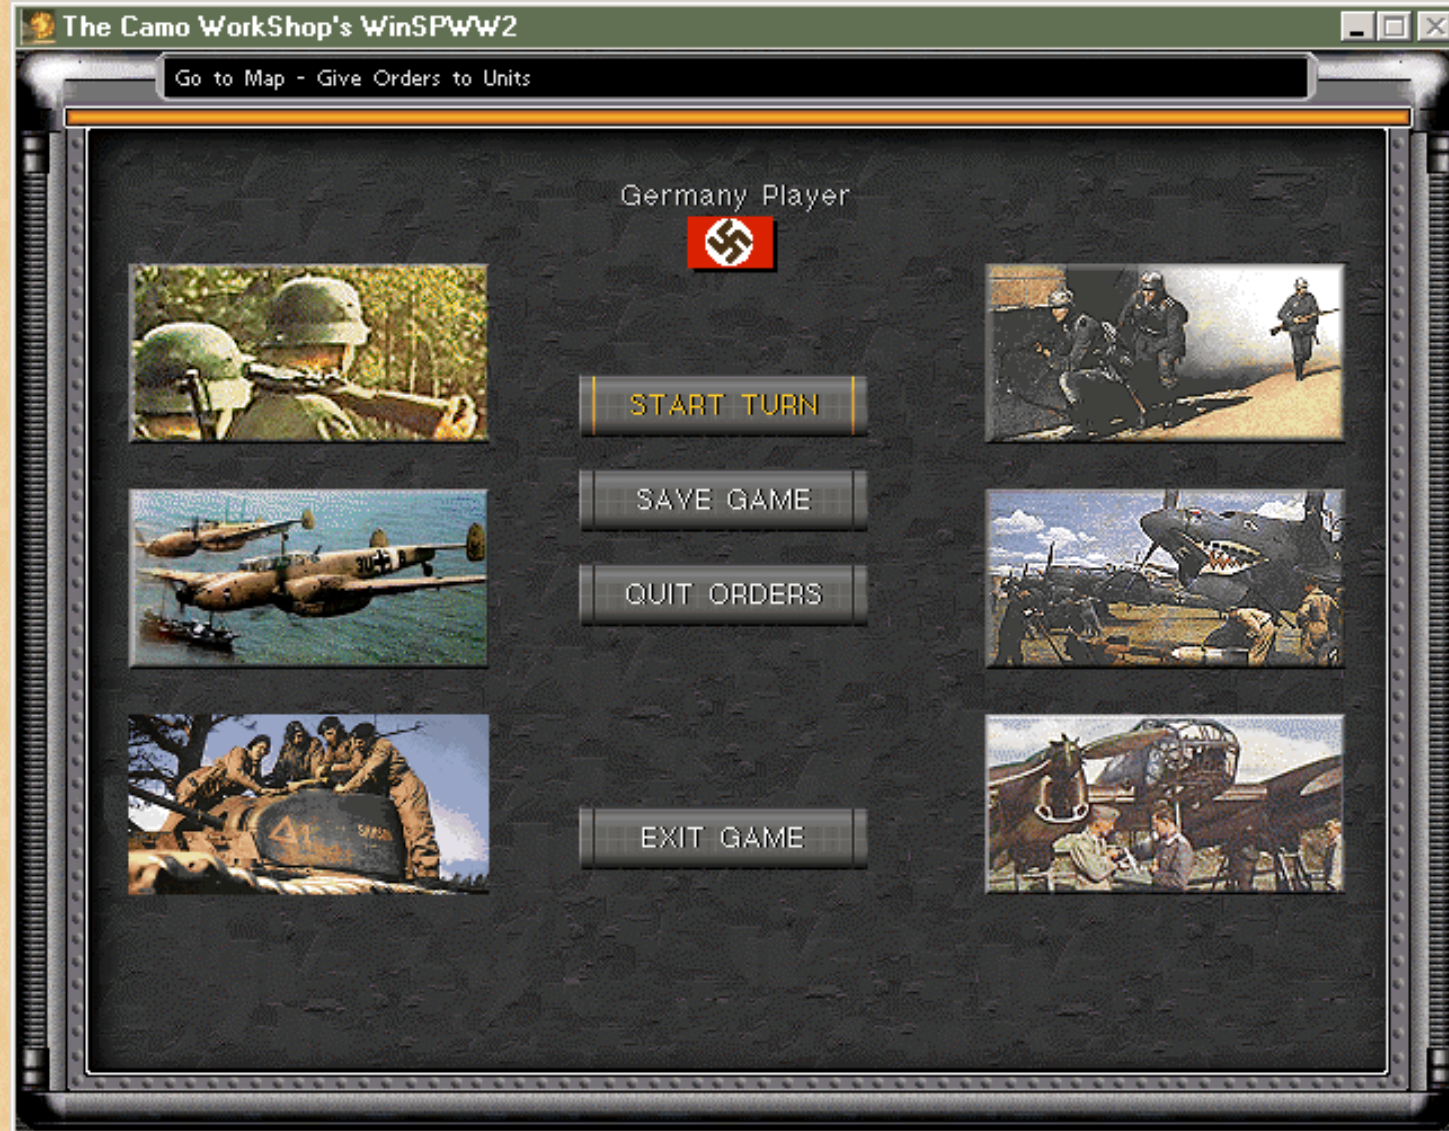 The Camo WorkShop's WinSPWW2
Go to Map - Give Orders to Units
Germany Player
START TURN
SAVE GAME
QUIT ORDERS
EXIT GAME
3U